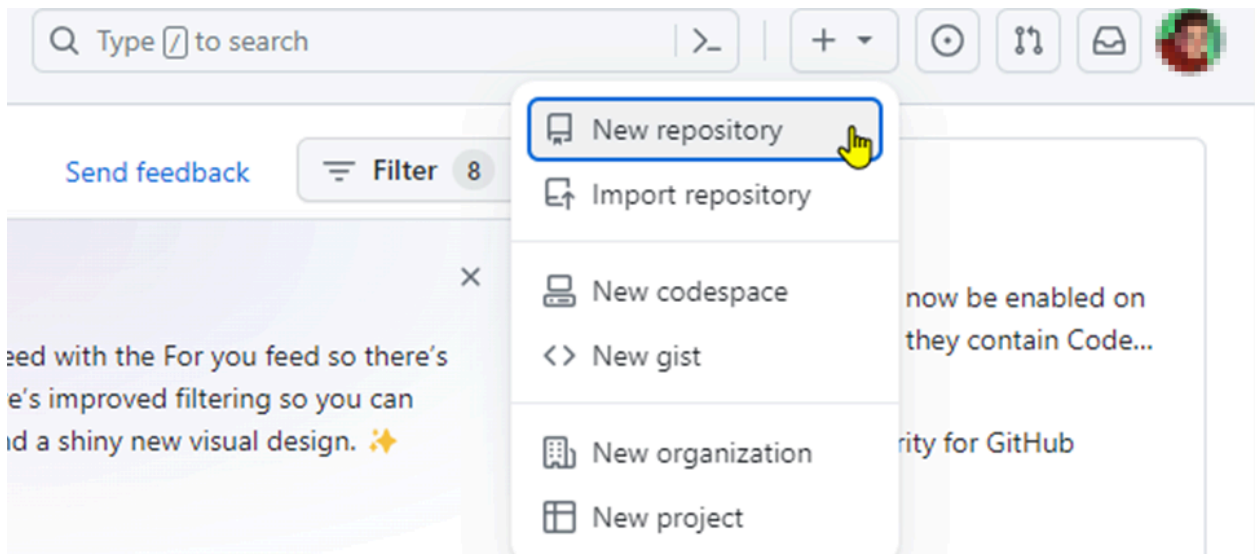 Type / to search
New repository
Send feedback
Filter 8
Import repository
New codespace
now be enabled on
they contain Code...
eed with the For you feed so there's
New gist
e's improved filtering so you can
d a shiny new visual design. ✨
New organization
rity for GitHub
New project